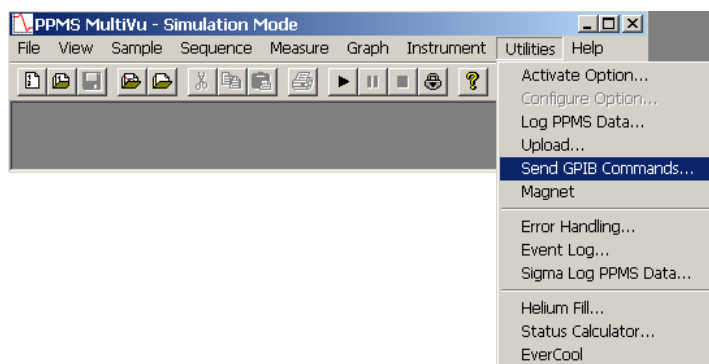 PPMS MultiVu - Simulation Mode
File View Sample Sequence Measure Graph Instrument Utilities Help
Activate Option...
Configure Option...
Log PPMS Data...
Upload...
Send GPIB Commands...
Magnet
Error Handling...
Event Log...
Sigma Log PPMS Data...
Helium Fill...
Status Calculator...
EverCool